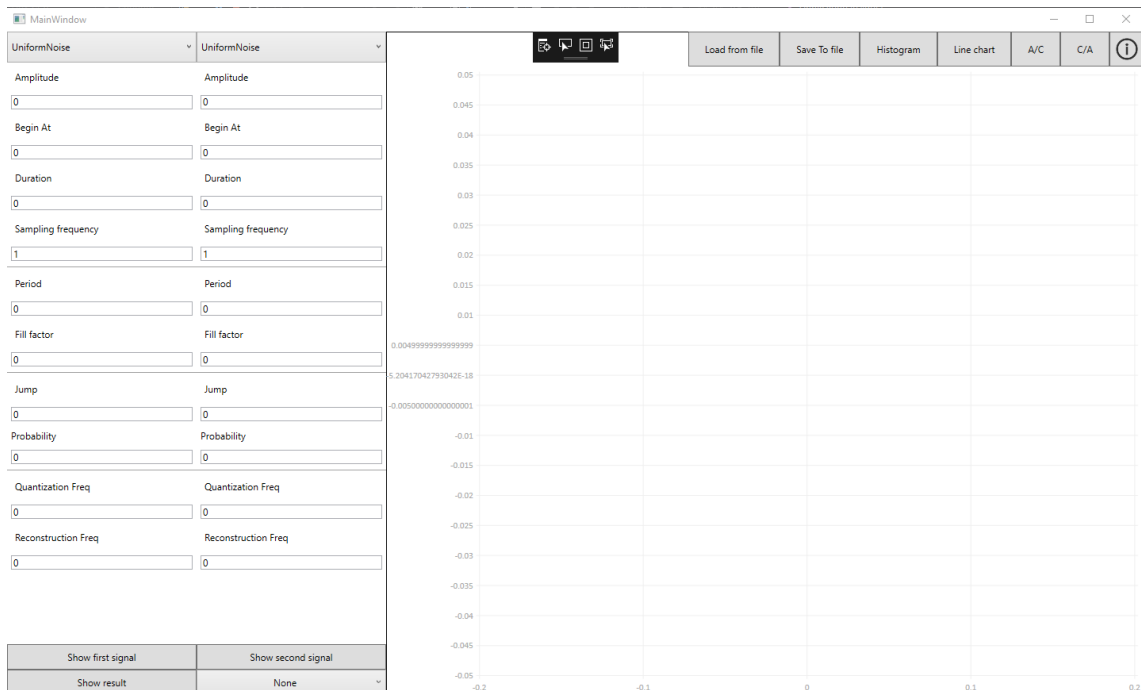 MainWindow
UniformNoise UniformNoise
Load from file Save To file Histogram Line chart A/C C/A
Amplitude Amplitude
0 0
Begin At Begin At
0 0
Duration Duration
0 0
Sampling frequency Sampling frequency
1 1
Period Period
0 0
Fill factor Fill factor
0 0
Jump Jump
0 0
Probability Probability
0 0
Quantization Freq Quantization Freq
0 0
Reconstruction Freq Reconstruction Freq
0 0
Show first signal Show second signal
Show result None
0.05
0.045
0.04
0.035
0.03
0.025
0.02
0.015
0.01
0.00499999999999999
-5.20417042793042E-18
-0.00500000000000001
-0.01
-0.015
-0.02
-0.025
-0.03
-0.035
-0.04
-0.045
-0.05
-0.2 -0.1 0 0.1 0.2